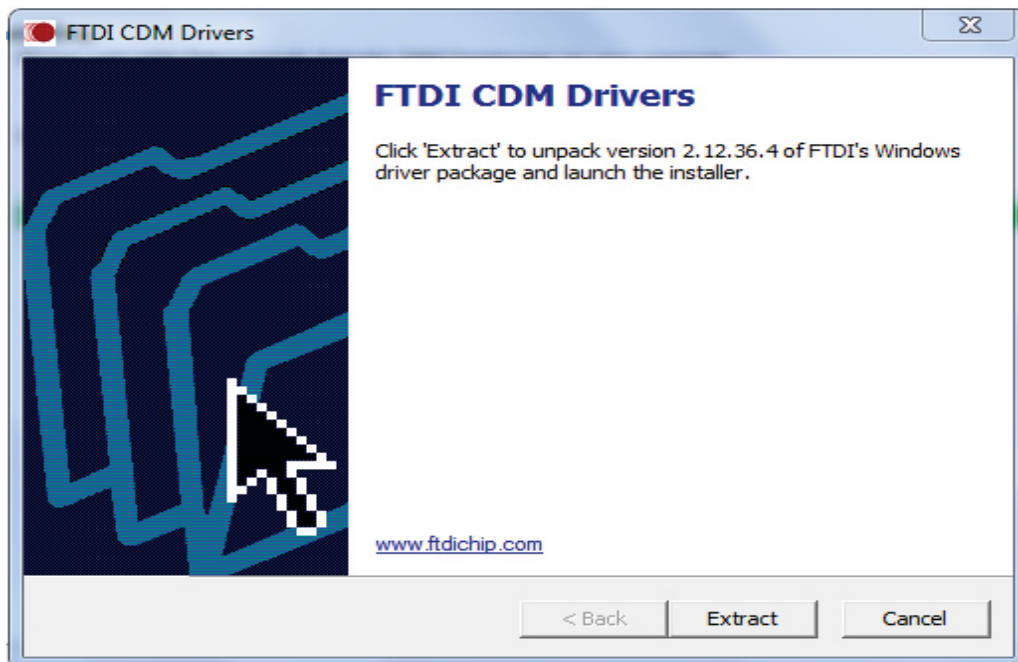 FTDI CDM Drivers
FTDI CDM Drivers
Click 'Extract' to unpack version 2.12.36.4 of FTDI's Windows
driver package and launch the installer.
www.ftdichip.com
< Back
Extract
Cancel